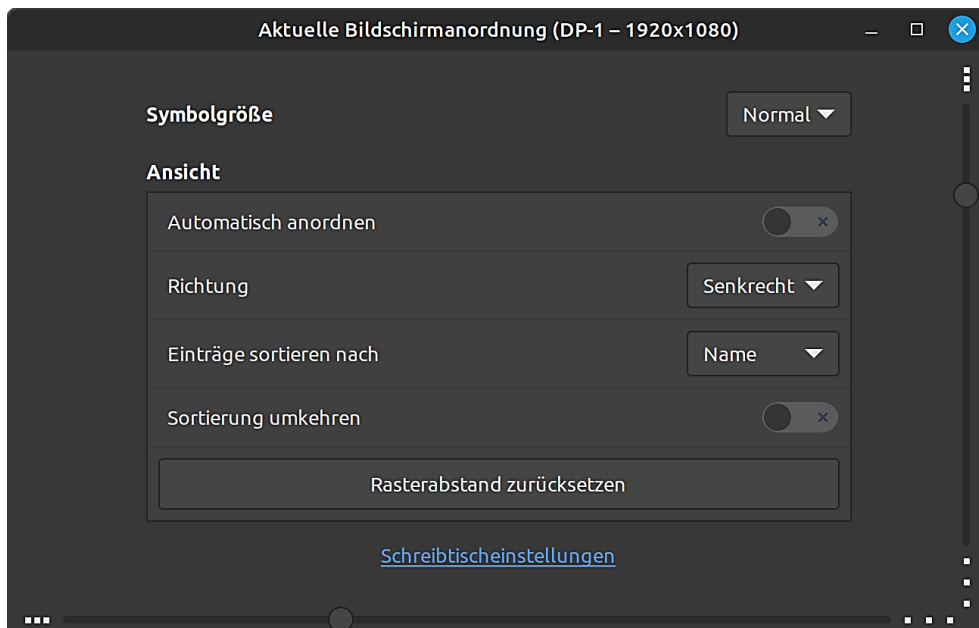 Aktuelle Bildschirmanordnung (DP-1 – 1920x1080)
Symbolgröße
Normal
Ansicht
Automatisch anordnen
Richtung
Senkrecht
Einträge sortieren nach
Name
Sortierung umkehren
Rasterabstand zurücksetzen
Schreibtischeinstellungen